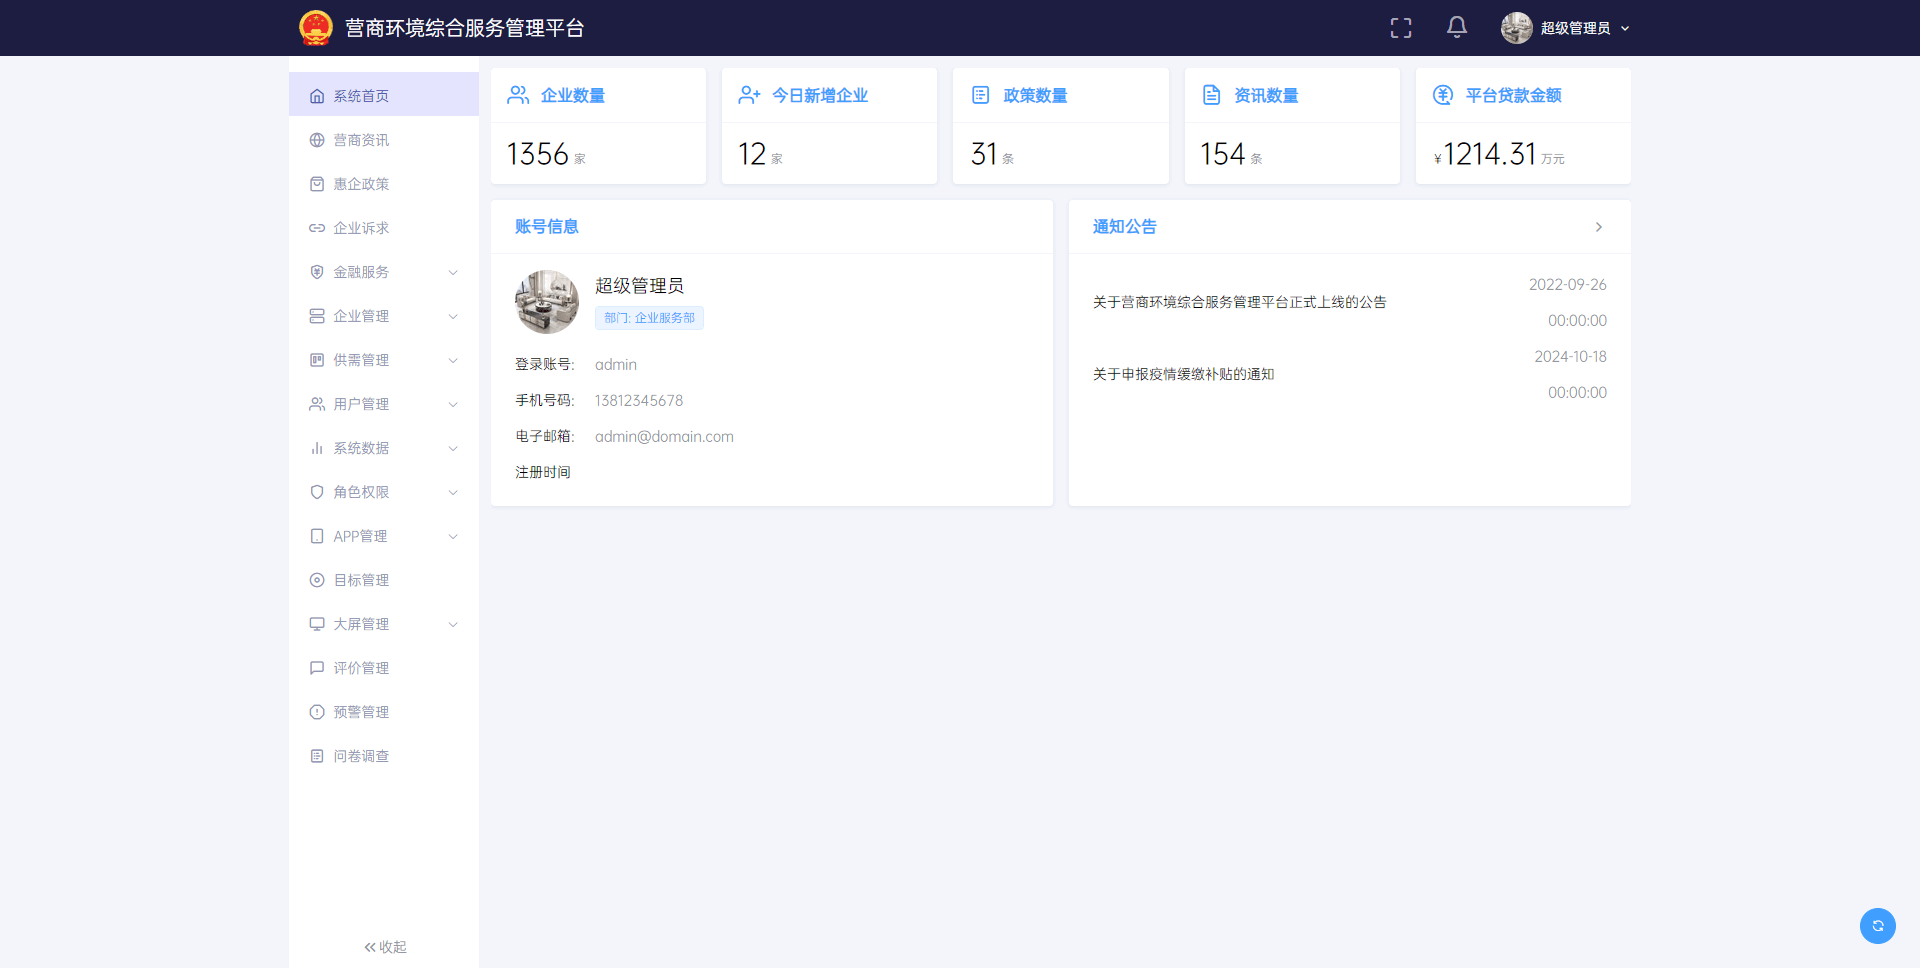 营商环境综合服务管理平台
超级管理员
系统首页
营商资讯
惠企政策
企业诉求
金融服务
企业管理
供需管理
用户管理
系统数据
角色权限
APP管理
目标管理
大屏管理
评价管理
预警管理
问卷调查
收起
企业数量
1356 家
今日新增企业
12 家
政策数量
31 条
资讯数量
154 条
平台贷款金额
¥1214.31 万元
账号信息
超级管理员
部门: 企业服务部
登录账号: admin
手机号码: 13812345678
电子邮箱: admin@domain.com
注册时间
通知公告
关于营商环境综合服务管理平台正式上线的公告
2022-09-26
00:00:00
关于申报疫情缓缴补贴的通知
2024-10-18
00:00:00